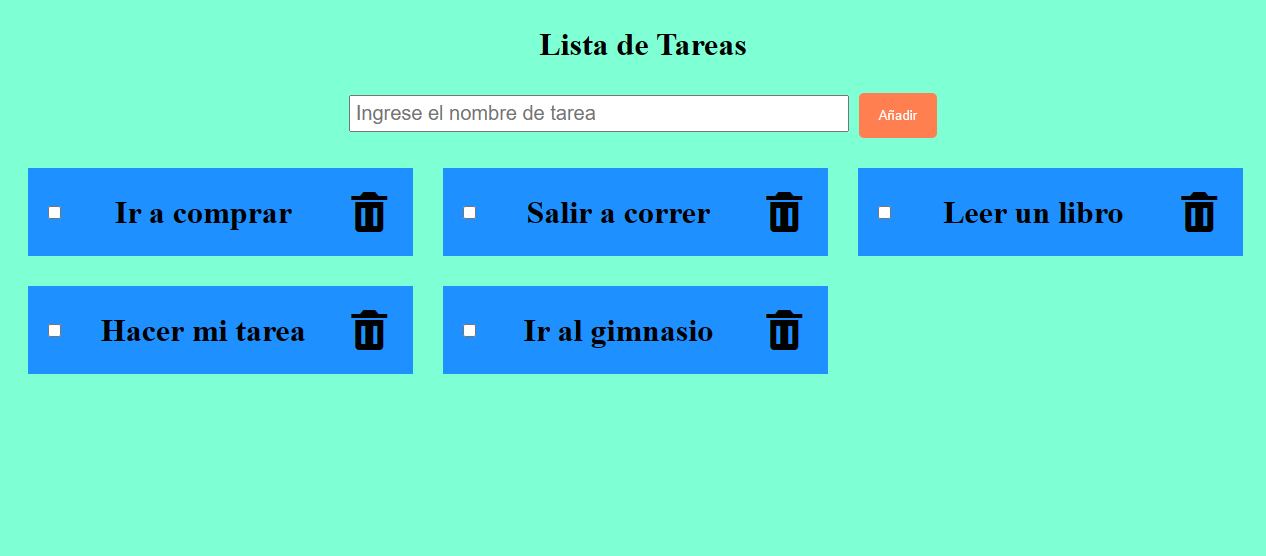 Lista de Tareas
Ingrese el nombre de tarea
Añadir
Ir a comprar
Salir a correr
Leer un libro
Hacer mi tarea
Ir al gimnasio